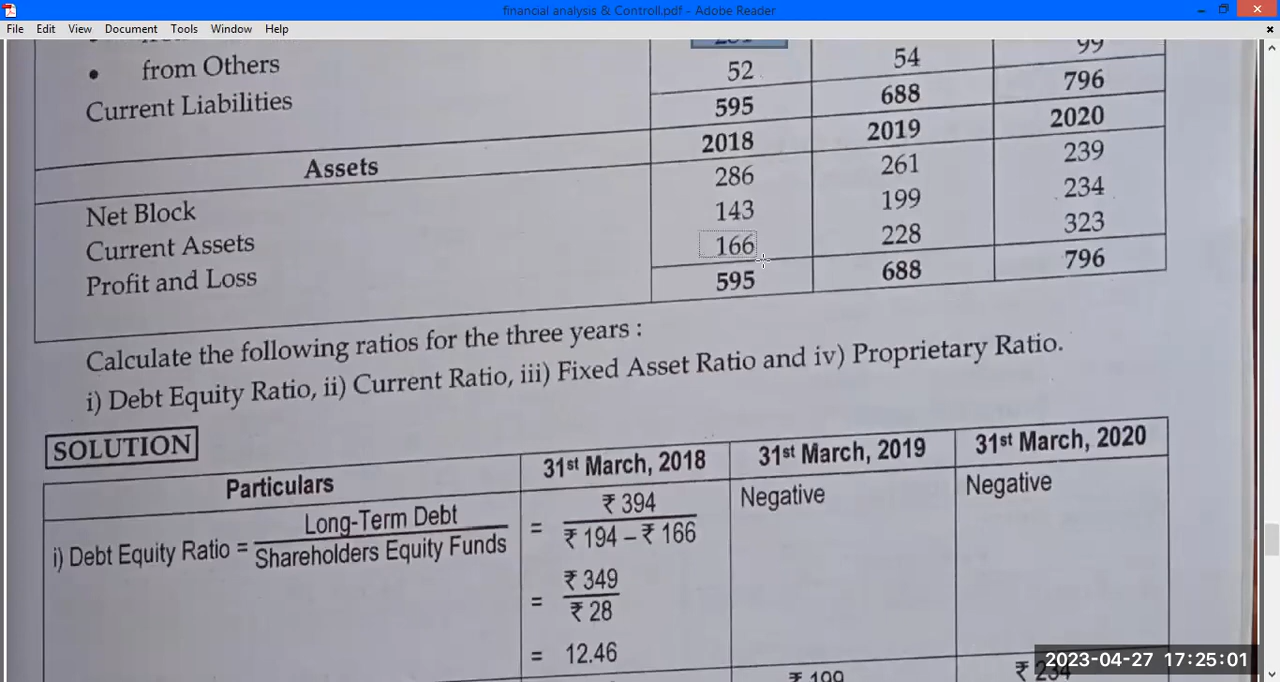 financial analysis & Controll.pdf - Adobe Reader
File Edit View Document Tools Window Help
99
• from Others 52 54
Current Liabilities 595 688 796
Assets 2018 2019 2020
286 261 239
Net Block 143 199 234
Current Assets 166 228 323
Profit and Loss 595 688 796
Calculate the following ratios for the three years :
i) Debt Equity Ratio, ii) Current Ratio, iii) Fixed Asset Ratio and iv) Proprietary Ratio.
SOLUTION
Particulars 31st March, 2018 31st March, 2019 31st March, 2020
i) Debt Equity Ratio = Long-Term Debt / Shareholders Equity Funds = ₹ 394 / ₹ 194 – ₹ 166 Negative Negative
= ₹ 349 / ₹ 28
= 12.46
₹ 199 ₹ 234
2023-04-27 17:25:01